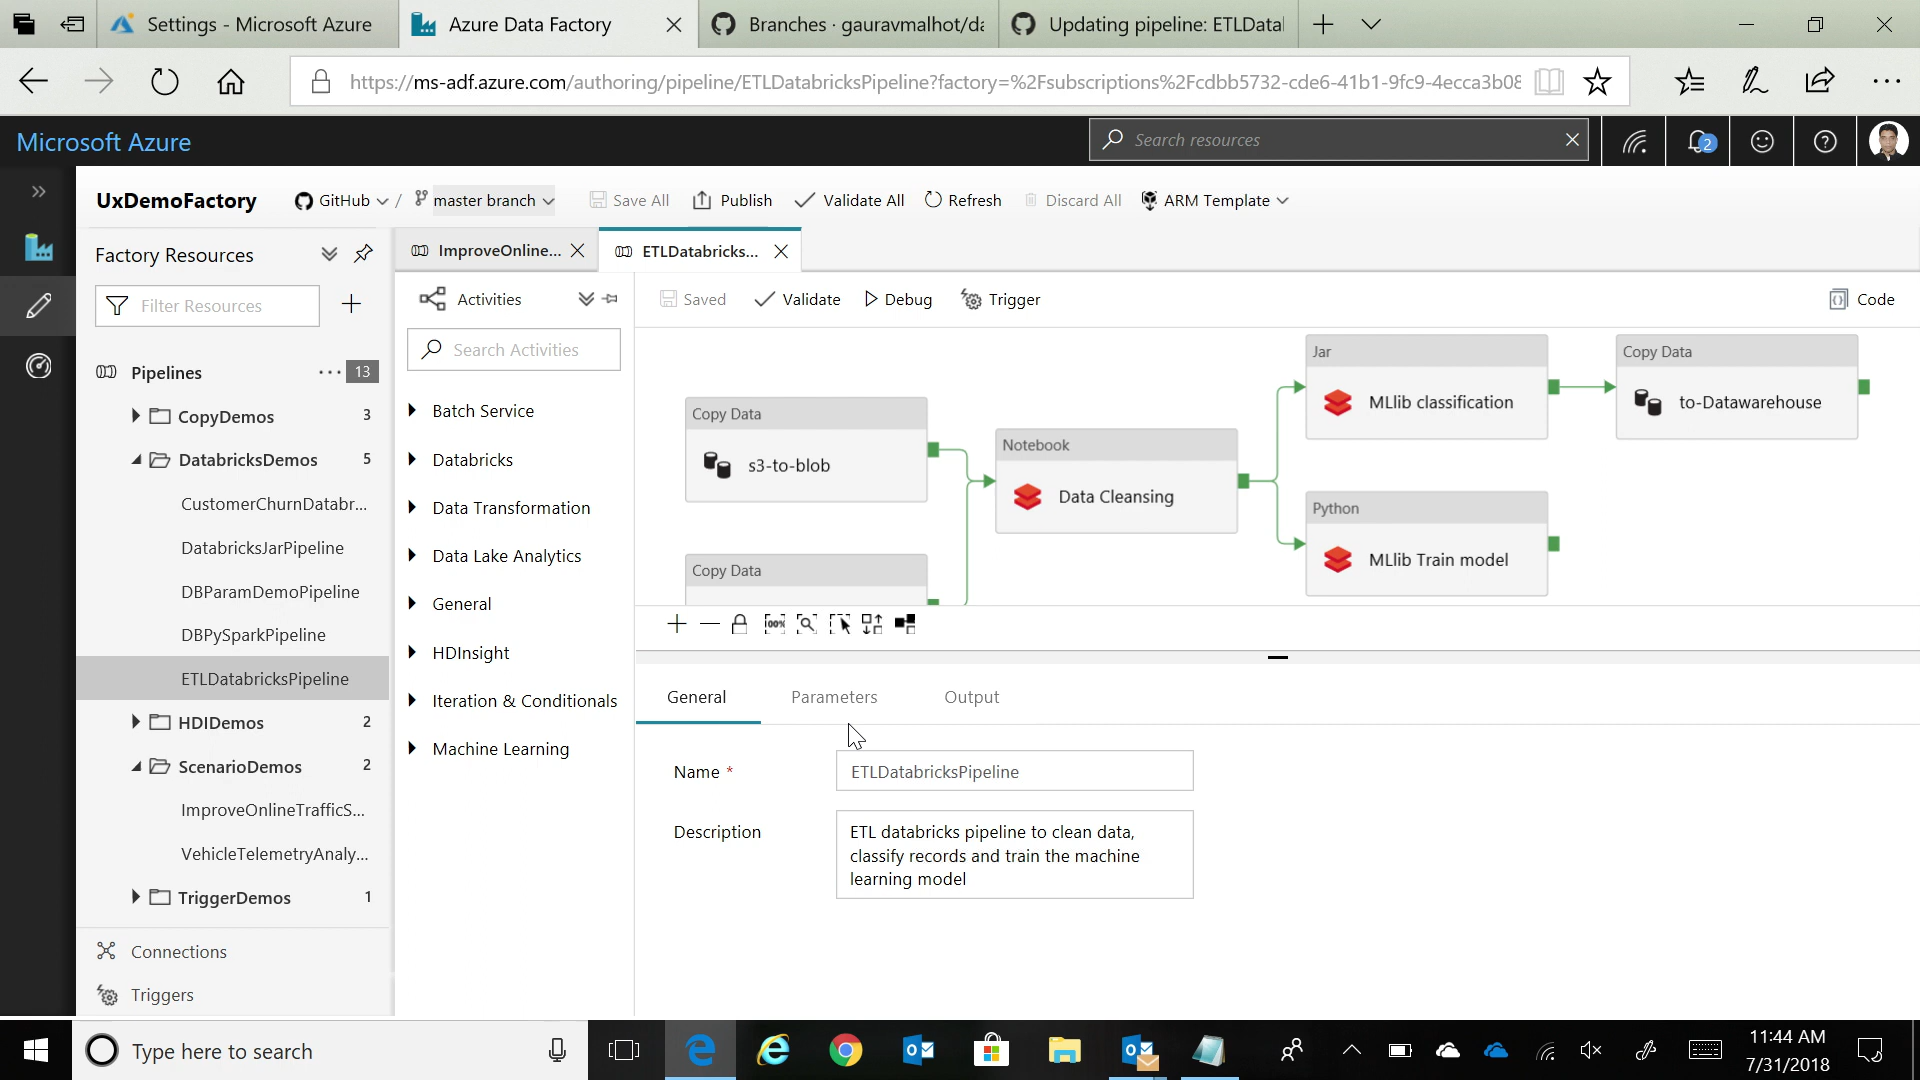 Settings - Microsoft Azure
Azure Data Factory
Branches · gauravmalhot/da
Updating pipeline: ETLDatal
https://ms-adf.azure.com/authoring/pipeline/ETLDatabricksPipeline?factory=%2Fsubscriptions%2Fcdbb5732-cde6-41b1-9fc9-4ecca3b08
Microsoft Azure
Search resources
2
UxDemoFactory
GitHub / master branch
Save All
Publish
Validate All
Refresh
Discard All
ARM Template
Factory Resources
Filter Resources
Pipelines
... 13
CopyDemos 3
DatabricksDemos 5
CustomerChurnDatabr...
DatabricksJarPipeline
DBParamDemoPipeline
DBPySparkPipeline
ETLDatabricksPipeline
HDIDemos 2
ScenarioDemos 2
ImproveOnlineTrafficS...
VehicleTelemetryAnaly...
TriggerDemos 1
Connections
Triggers
ImproveOnline...
ETLDatabricks...
Activities
Search Activities
Batch Service
Databricks
Data Transformation
Data Lake Analytics
General
HDInsight
Iteration & Conditionals
Machine Learning
Saved
Validate
Debug
Trigger
Code
Copy Data
s3-to-blob
Copy Data
Notebook
Data Cleansing
Jar
MLlib classification
Python
MLlib Train model
Copy Data
to-Datawarehouse
100%
General
Parameters
Output
Name *
ETLDatabricksPipeline
Description
ETL databricks pipeline to clean data,
classify records and train the machine
learning model
Type here to search
11:44 AM
7/31/2018